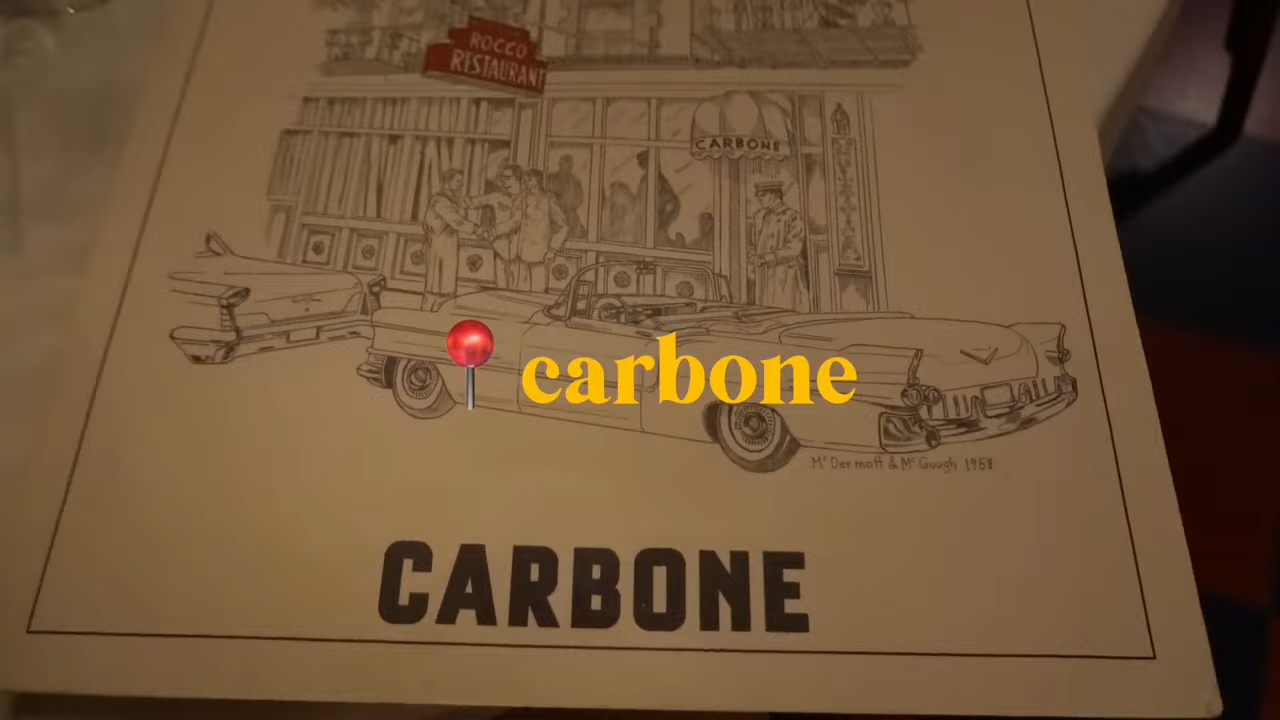 ROCCO
RESTAURANT
CARBONE
📍 carbone
McDermott & McGough 1958
CARBONE